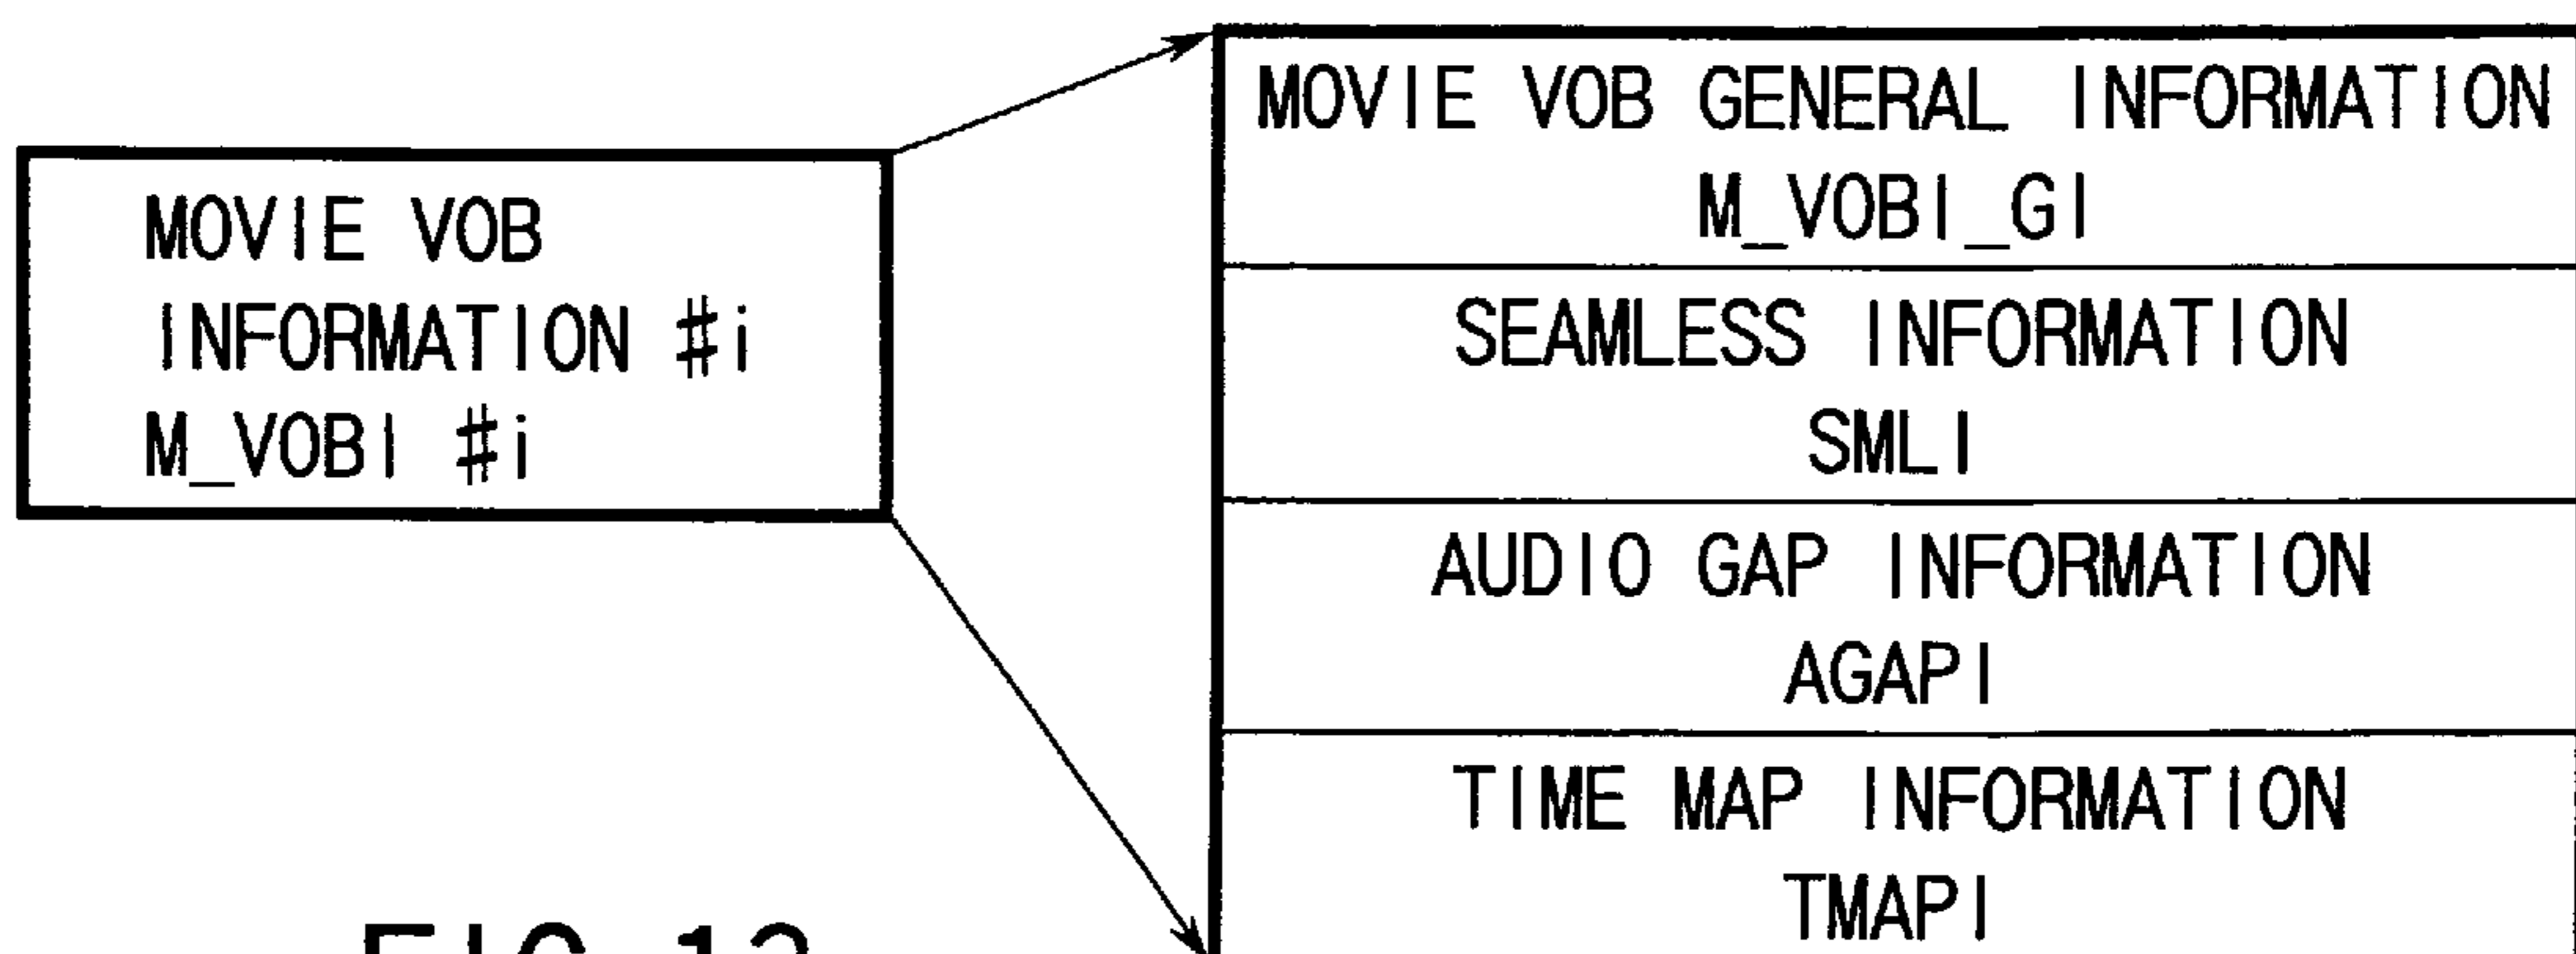 MOVIE VOB
INFORMATION #i
M_VOBI #i
MOVIE VOB GENERAL INFORMATION
M_VOBI_GI
SEAMLESS INFORMATION
SMLI
AUDIO GAP INFORMATION
AGAPI
TIME MAP INFORMATION
TMAPI